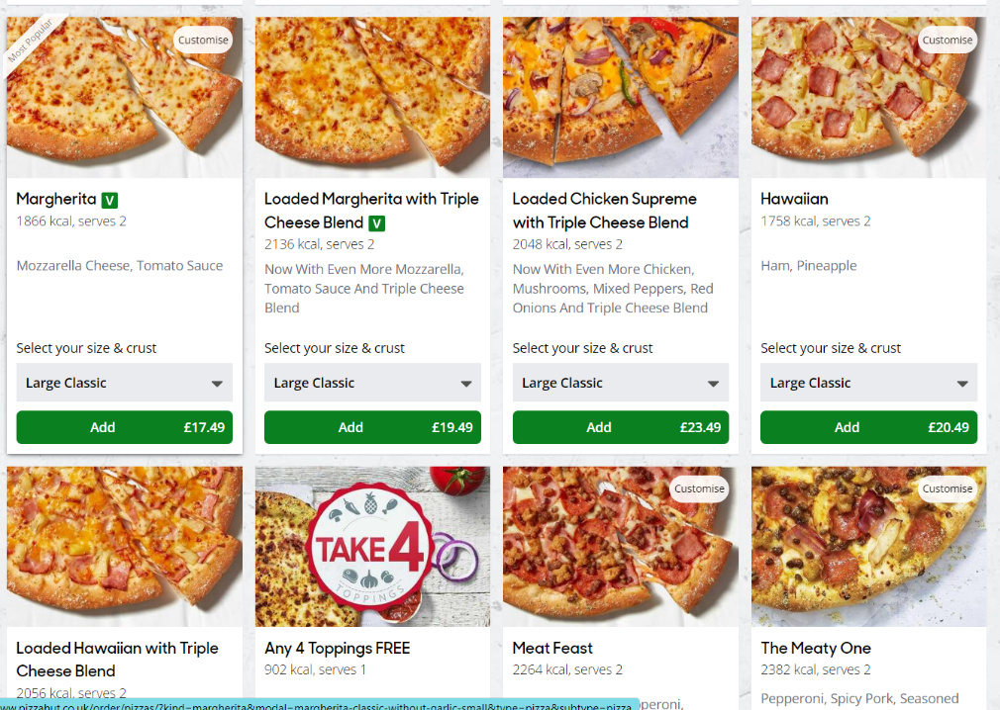 Most Popular
Customise
Customise
Margherita V
1866 kcal, serves 2
Mozzarella Cheese, Tomato Sauce
Select your size & crust
Large Classic
Add £17.49
Loaded Margherita with Triple
Cheese Blend V
2136 kcal, serves 2
Now With Even More Mozzarella,
Tomato Sauce And Triple Cheese
Blend
Select your size & crust
Large Classic
Add £19.49
Loaded Chicken Supreme
with Triple Cheese Blend
2048 kcal, serves 2
Now With Even More Chicken,
Mushrooms, Mixed Peppers, Red
Onions And Triple Cheese Blend
Select your size & crust
Large Classic
Add £23.49
Hawaiian
1758 kcal, serves 2
Ham, Pineapple
Select your size & crust
Large Classic
Add £20.49
Loaded Hawaiian with Triple
Cheese Blend
2056 kcal, serves 2
TAKE 4
TOPPINGS
Any 4 Toppings FREE
902 kcal, serves 1
Customise
Meat Feast
2264 kcal, serves 2
Customise
The Meaty One
2382 kcal, serves 2
Pepperoni, Spicy Pork, Seasoned
ww.pizzahut.co.uk/order/pizzas/?kind=margherita&modal=margherita-classic-without-garlic-small&type=pizza&subtype=pizza